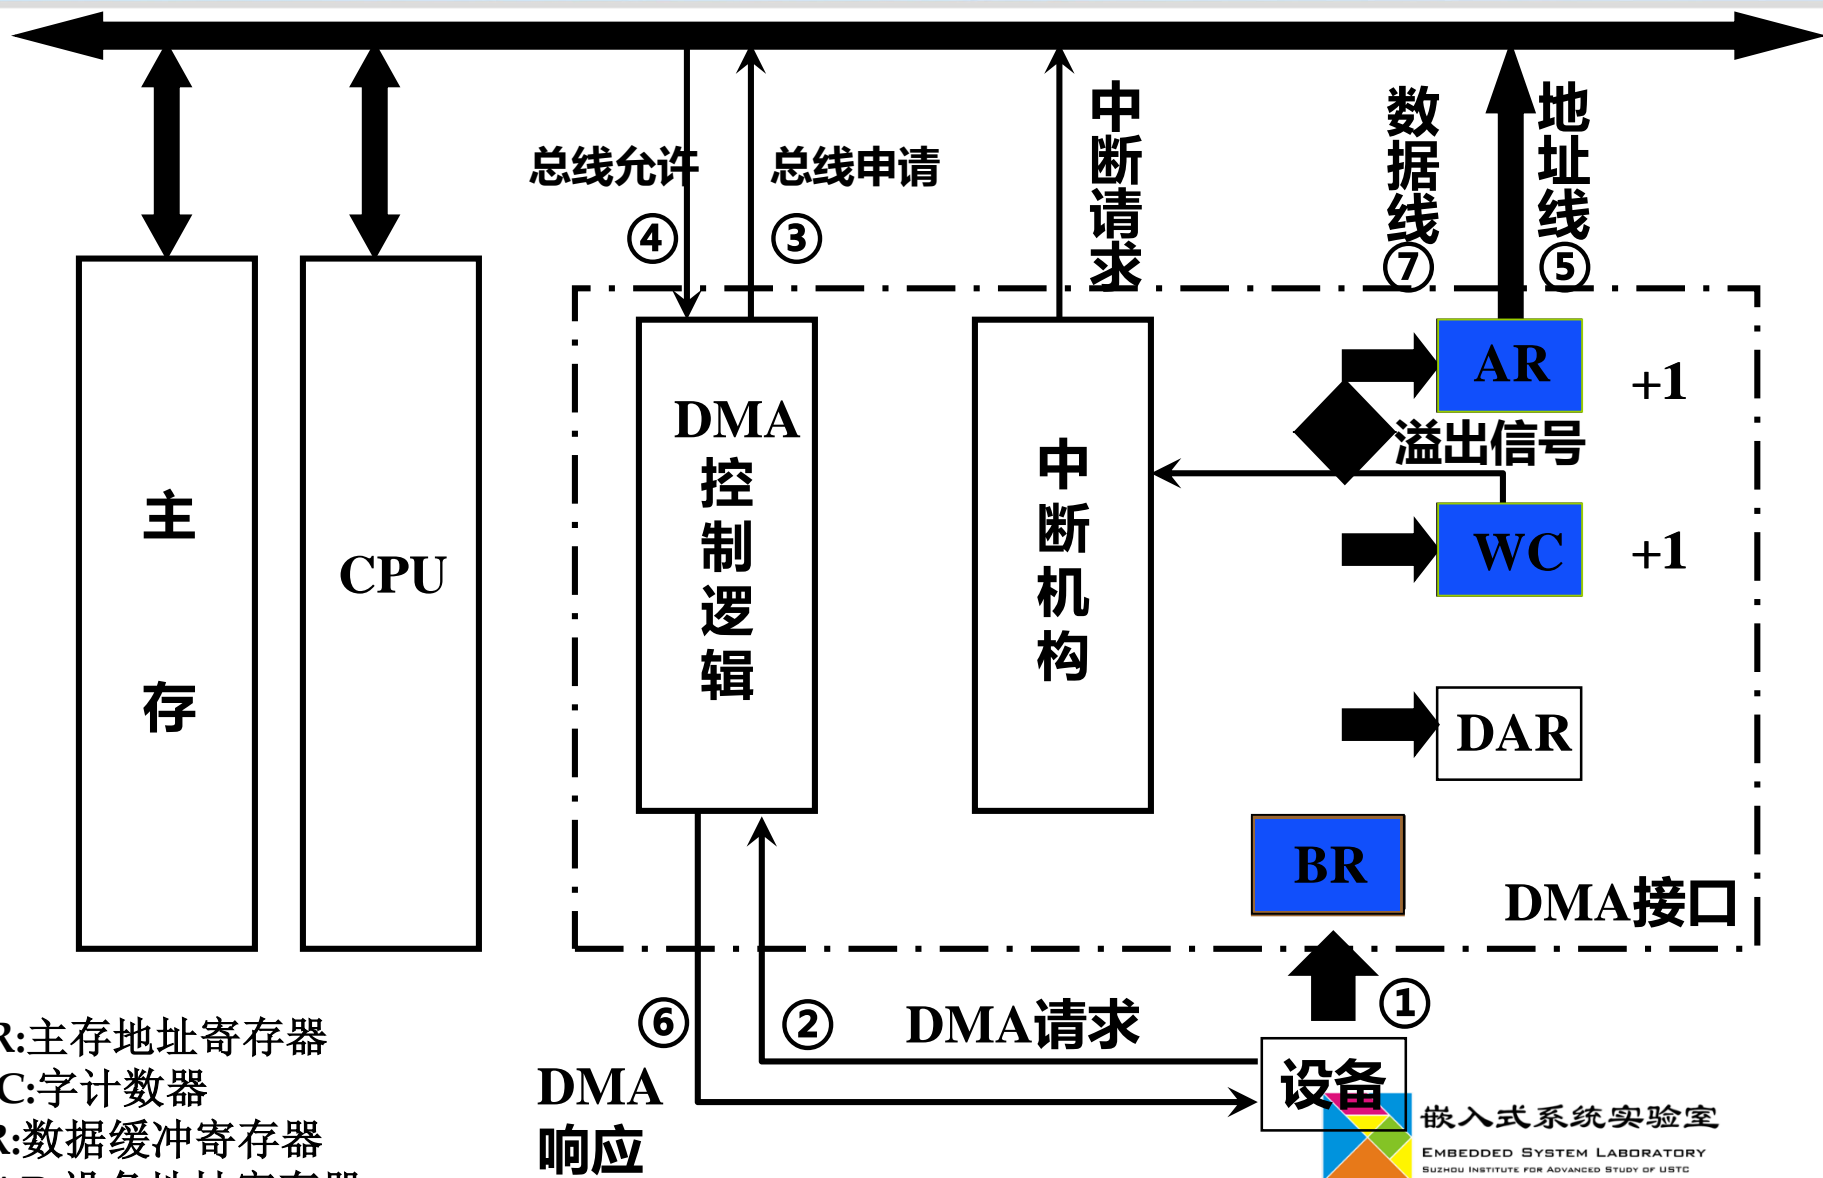 总线允许
总线申请
④
③
中断请求
数据线
⑦
地址线
⑤
主存
CPU
DMA
控制逻辑
中断机构
AR
+1
溢出信号
WC
+1
DAR
BR
DMA接口
①
⑥
②
DMA请求
设备
DMA
响应
R:主存地址寄存器
C:字计数器
R:数据缓冲寄存器
嵌入式系统实验室
EMBEDDED SYSTEM LABORATORY
SUZHOU INSTITUTE FOR ADVANCED STUDY OF USTC